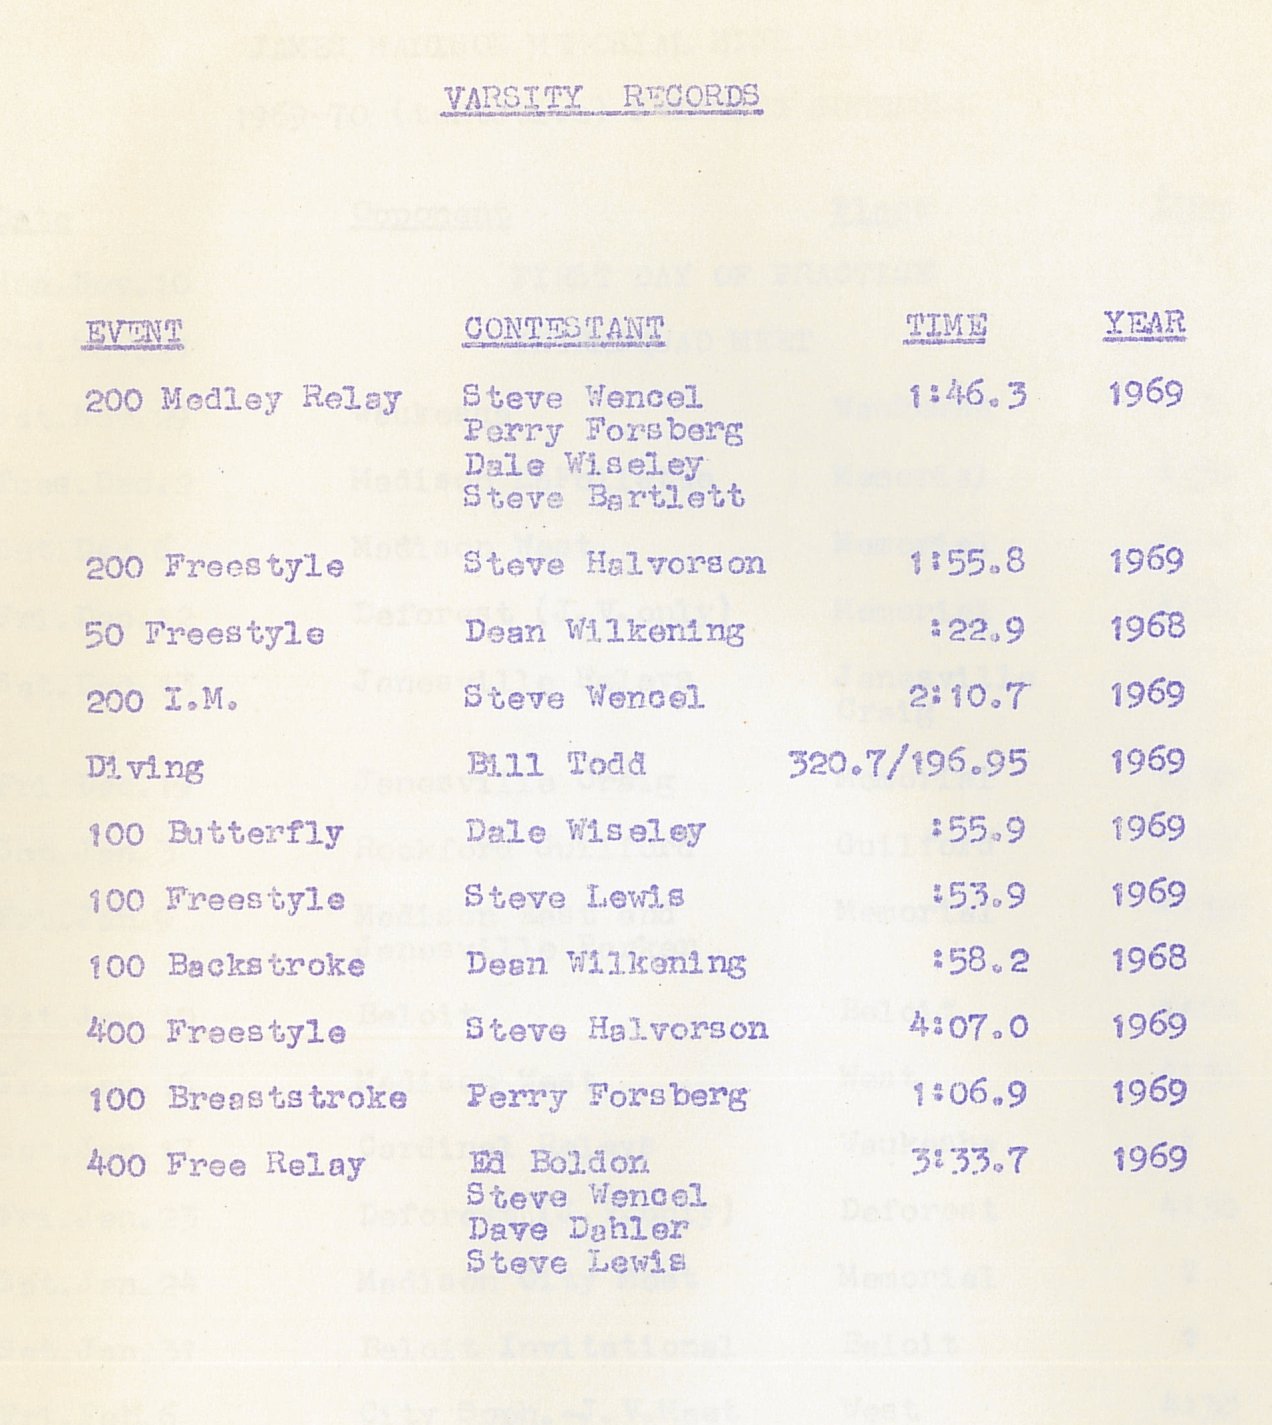 VARSITY RECORDS
EVENT CONTESTANT TIME YEAR
200 Medley Relay Steve Wencel 1:46.3 1969
Perry Forsberg
Dale Wiseley
Steve Bartlett
200 Freestyle Steve Halvorson 1:55.8 1969
50 Freestyle Dean Wilkening :22.9 1968
200 I.M. Steve Wencel 2:10.7 1969
Diving Bill Todd 320.7/196.95 1969
100 Butterfly Dale Wiseley :55.9 1969
100 Freestyle Steve Lewis :53.9 1969
100 Backstroke Dean Wilkening :58.2 1968
400 Freestyle Steve Halvorson 4:07.0 1969
100 Breaststroke Perry Forsberg 1:06.9 1969
400 Free Relay Ed Boldon 3:33.7 1969
Steve Wencel
Dave Dahler
Steve Lewis